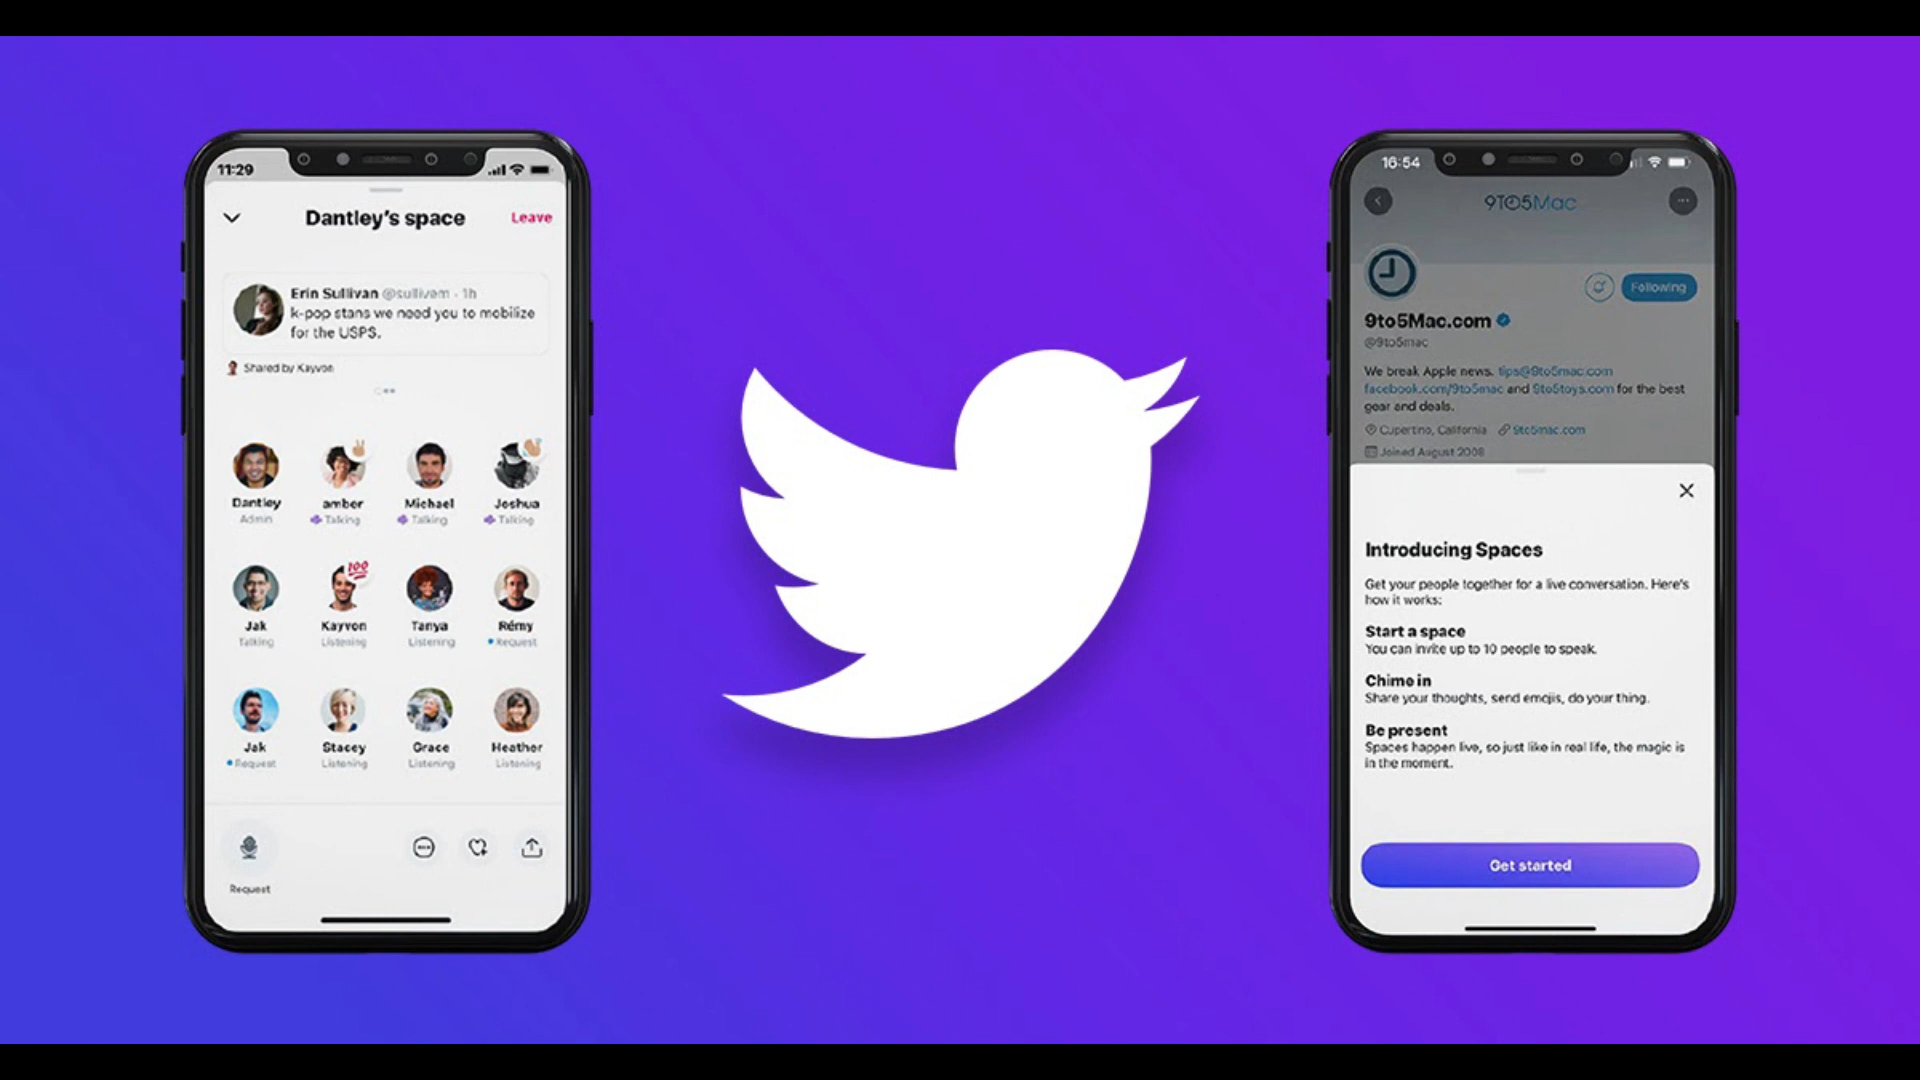 11:29
Dantley's space
Leave
Erin Sullivan @sullivem · 1h
k-pop stans we need you to mobilize
for the USPS.
Shared by Kayvon
Dantley
amber
Michael
Joshua
Admin
Talking
Talking
Talking
100
Jak
Kayvon
Tanya
Rémy
Talking
Listening
Listening
Request
Jak
Stacey
Grace
Heather
Request
Listening
Listening
Listening
Request
16:54
9TO5Mac
Following
9to5Mac.com
@9to5mac
We break Apple news. tips@9to5mac.com
facebook.com/9to5mac and 9to5toys.com for the best
gear and deals.
Cupertino, California 9to5mac.com
Joined August 2008
Introducing Spaces
Get your people together for a live conversation. Here's
how it works:
Start a space
You can invite up to 10 people to speak.
Chime in
Share your thoughts, send emojis, do your thing.
Be present
Spaces happen live, so just like in real life, the magic is
in the moment.
Get started